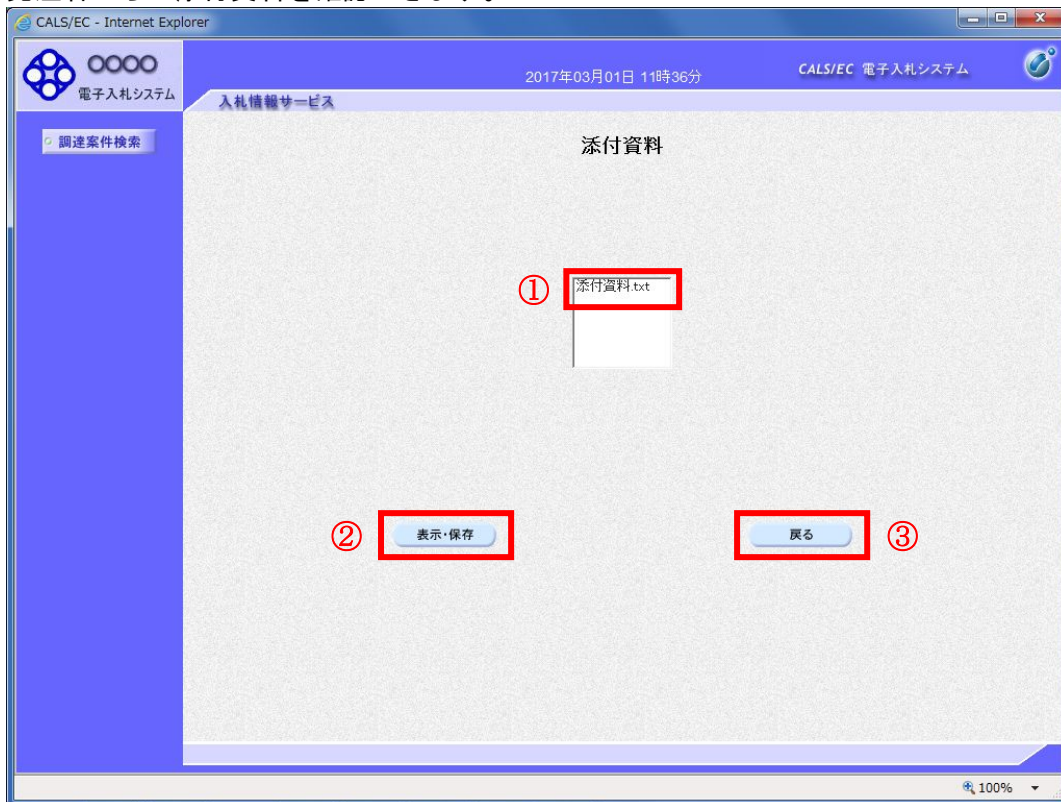 CALS/EC - Internet Explorer
OOOO
電子入札システム
2017年03月01日 11時36分
CALS/EC 電子入札システム
入札情報サービス
調達案件検索
添付資料
①
添付資料.txt
②
表示・保存
戻る
③
100%